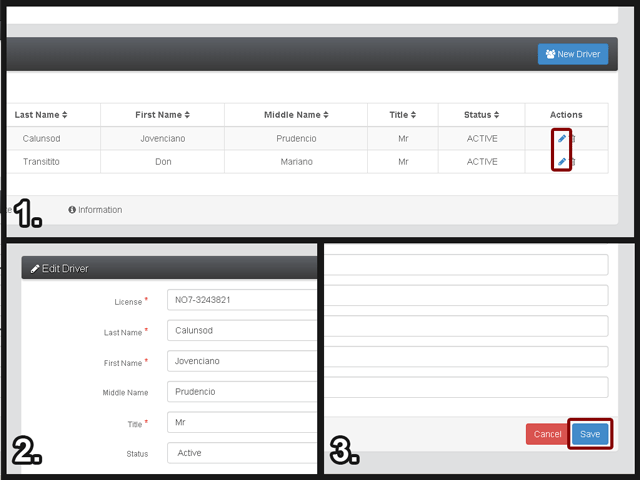 New Driver
Last Name First Name Middle Name Title Status Actions
Calunsod Jovenciano Prudencio Mr ACTIVE
Transitito Don Mariano Mr ACTIVE
Information
1.
Edit Driver
License * NO7-3243821
Last Name * Calunsod
First Name * Jovenciano
Middle Name Prudencio
Title * Mr
Status Active
2.
Cancel Save
3.